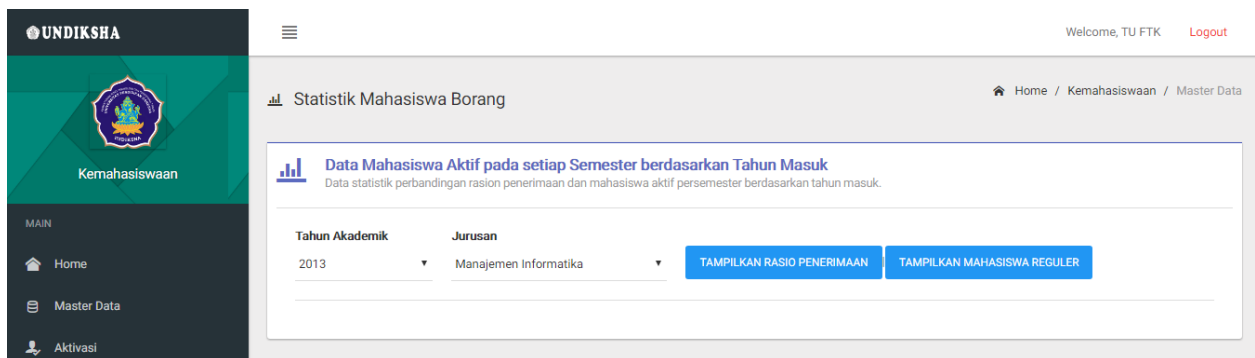 UNDIKSHA
Welcome, TU FTK Logout
Statistik Mahasiswa Borang
Home / Kemahasiswaan / Master Data
Kemahasiswaan
Data Mahasiswa Aktif pada setiap Semester berdasarkan Tahun Masuk
Data statistik perbandingan rasion penerimaan dan mahasiswa aktif persemester berdasarkan tahun masuk.
MAIN
Home
Master Data
Aktivasi
Tahun Akademik Jurusan
2013 Manajemen Informatika TAMPILKAN RASIO PENERIMAAN TAMPILKAN MAHASISWA REGULER